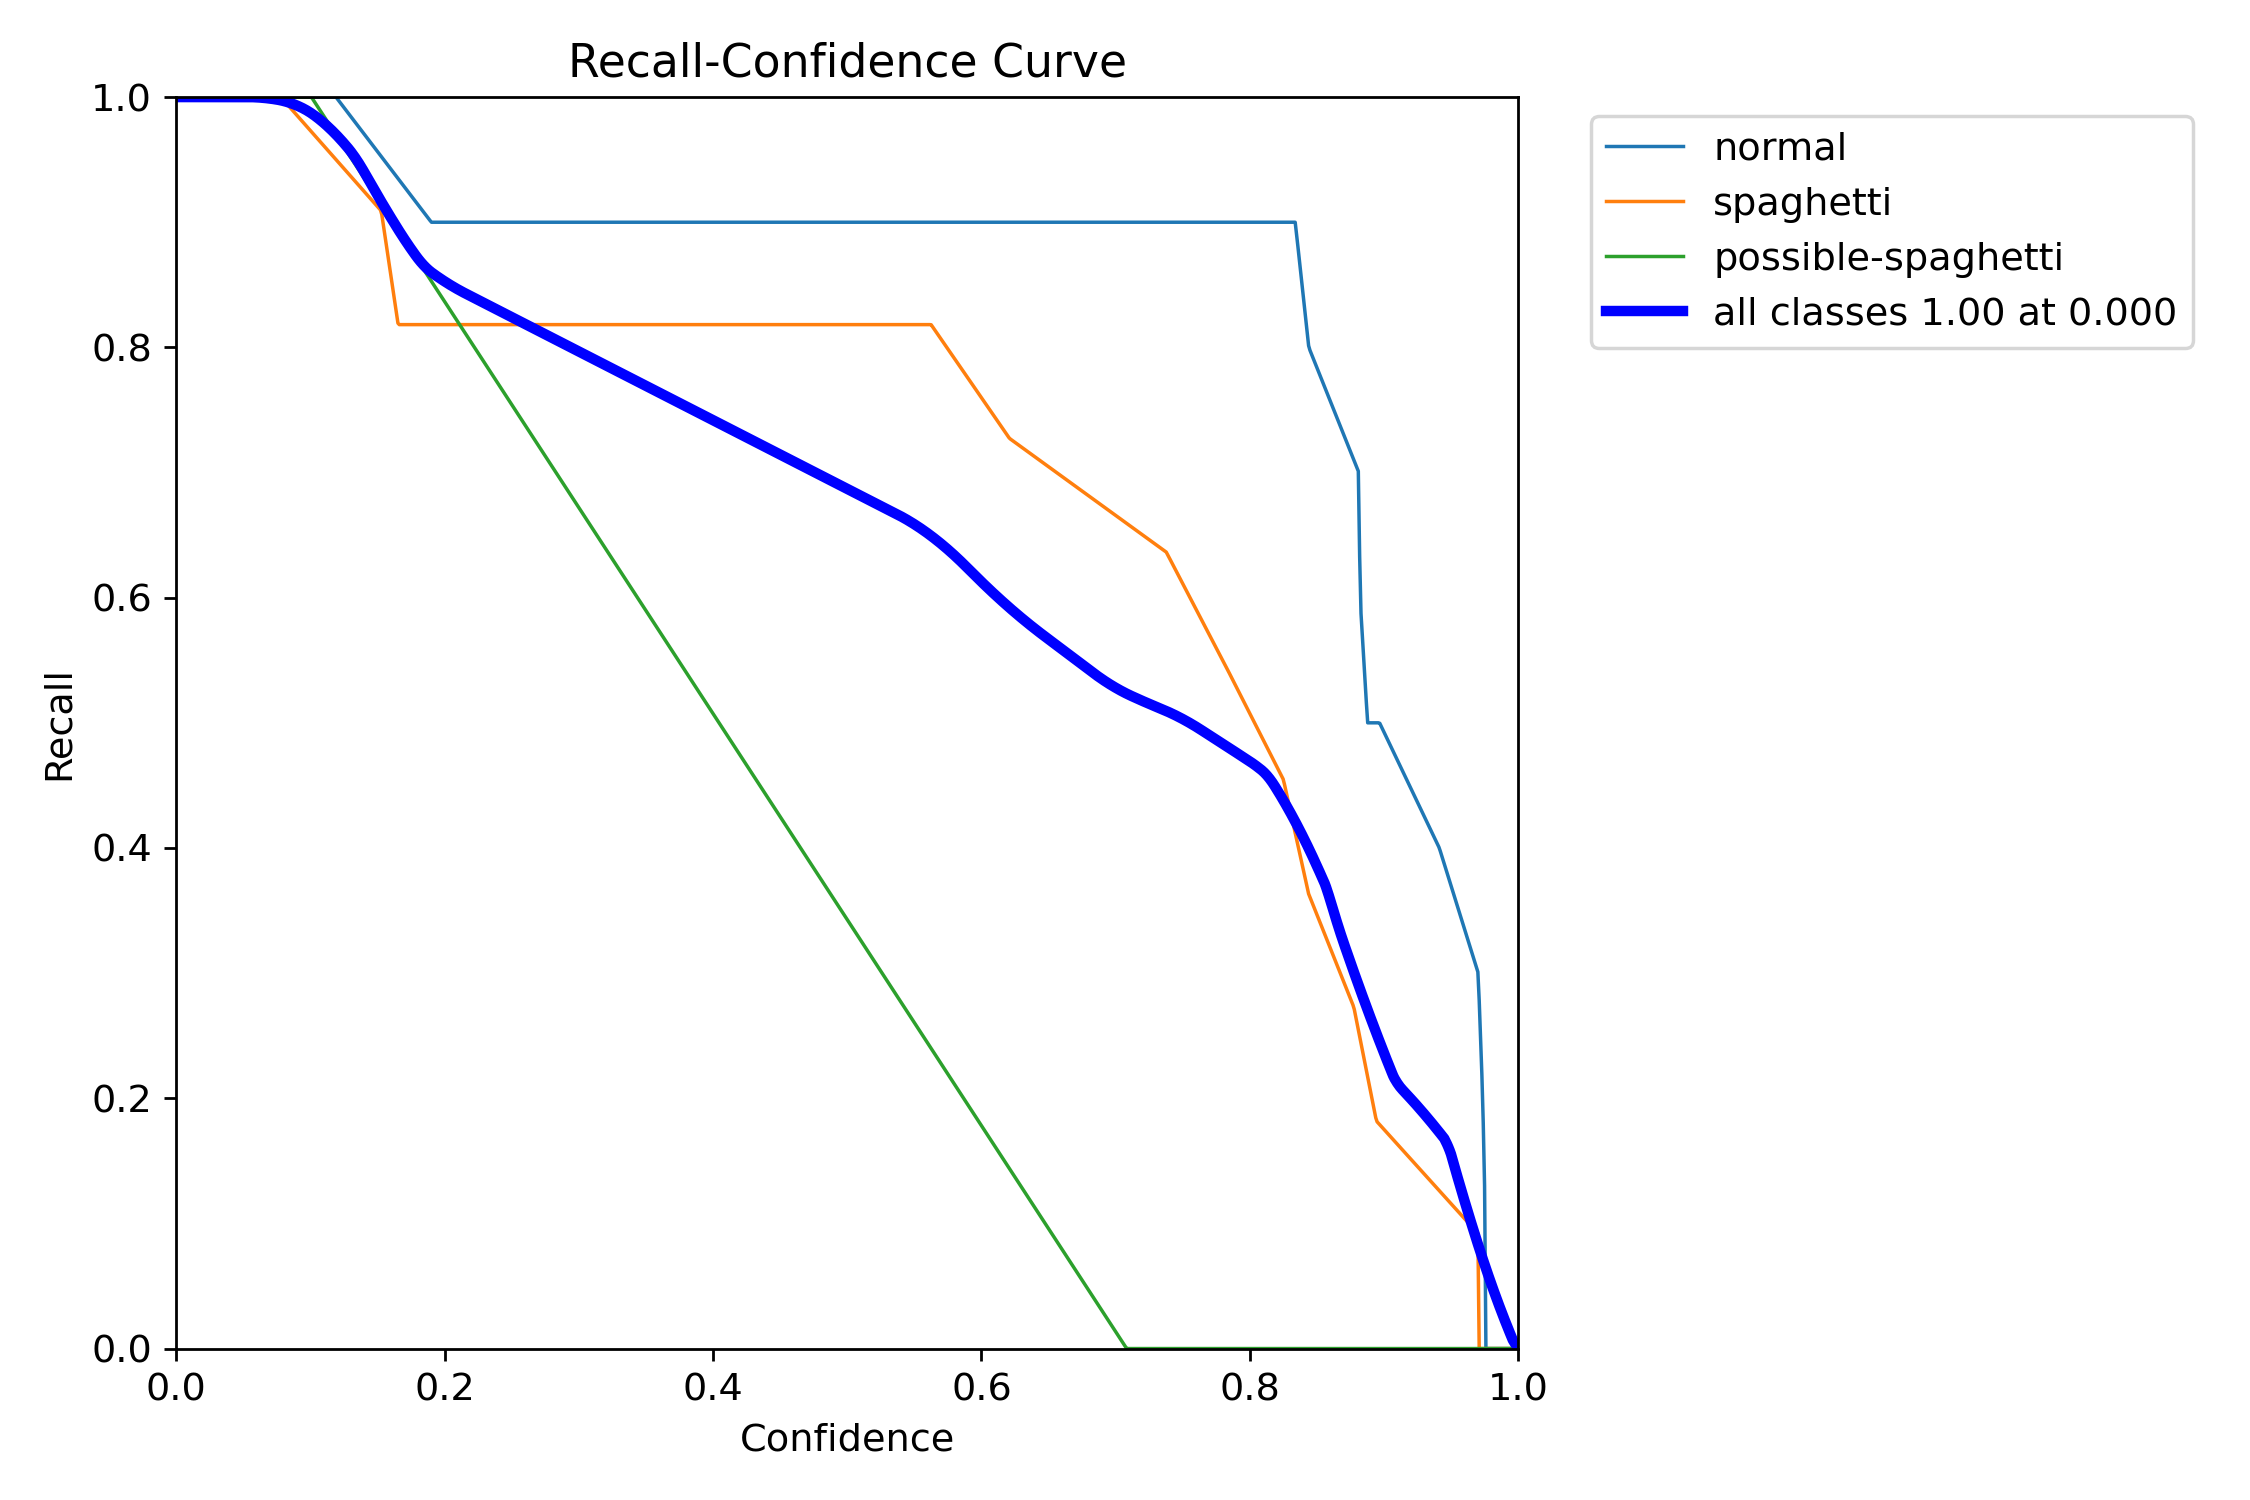 Recall-Confidence Curve
normal
spaghetti
possible-spaghetti
all classes 1.00 at 0.000
Recall
1.0
0.8
0.6
0.4
0.2
0.0
0.0 0.2 0.4 0.6 0.8 1.0
Confidence